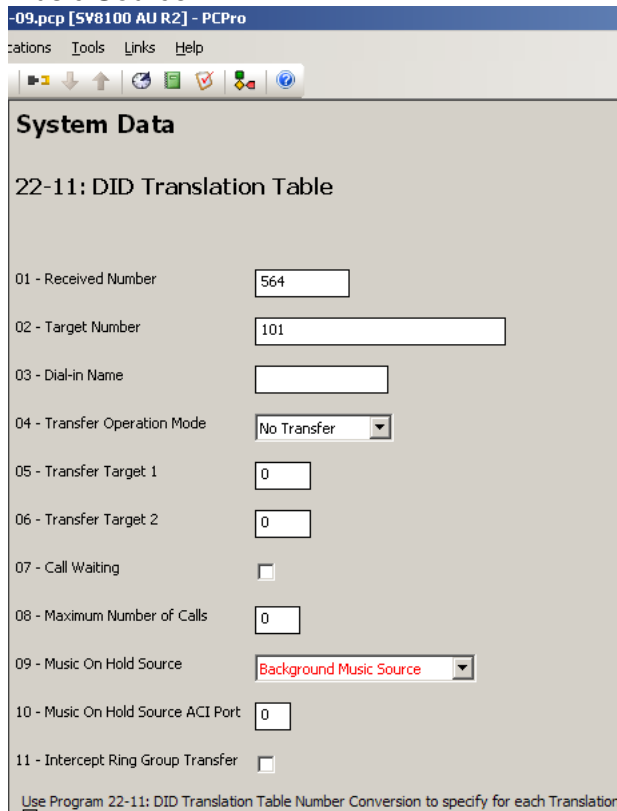 -09.pcp [SV8100 AU R2] - PCPro
Tools Links Help
System Data
22-11: DID Translation Table
01 - Received Number 564
02 - Target Number 101
03 - Dial-in Name
04 - Transfer Operation Mode No Transfer
05 - Transfer Target 1 0
06 - Transfer Target 2 0
07 - Call Waiting
08 - Maximum Number of Calls 0
09 - Music On Hold Source Background Music Source
10 - Music On Hold Source ACI Port 0
11 - Intercept Ring Group Transfer
Use Program 22-11: DID Translation Table Number Conversion to specify for each Translation